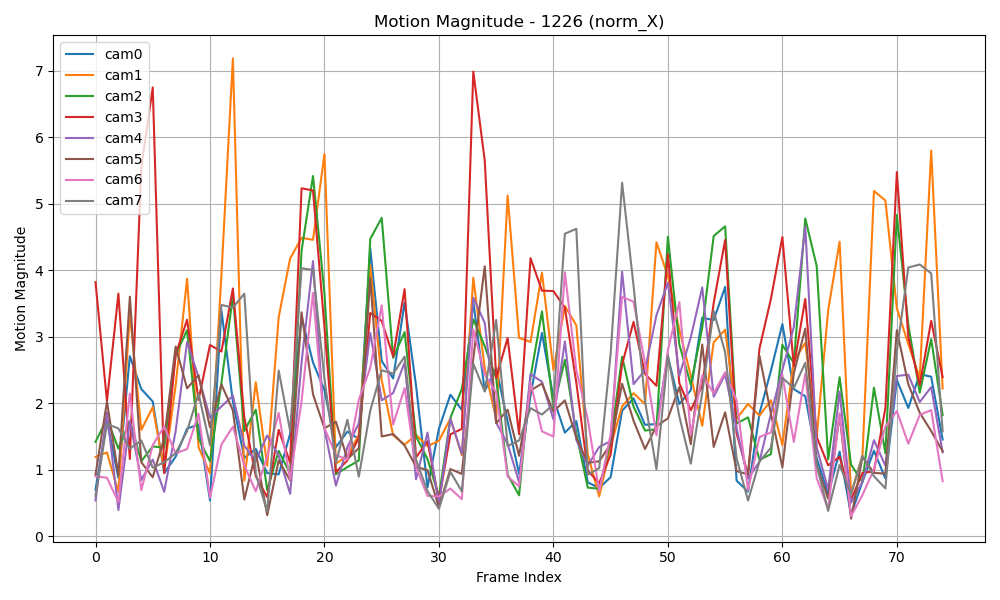 Motion Magnitude - 1226 (norm_X)
cam0
cam1
cam2
cam3
cam4
cam5
cam6
cam7
Motion Magnitude
7
6
5
4
3
2
1
0
0 10 20 30 40 50 60 70
Frame Index